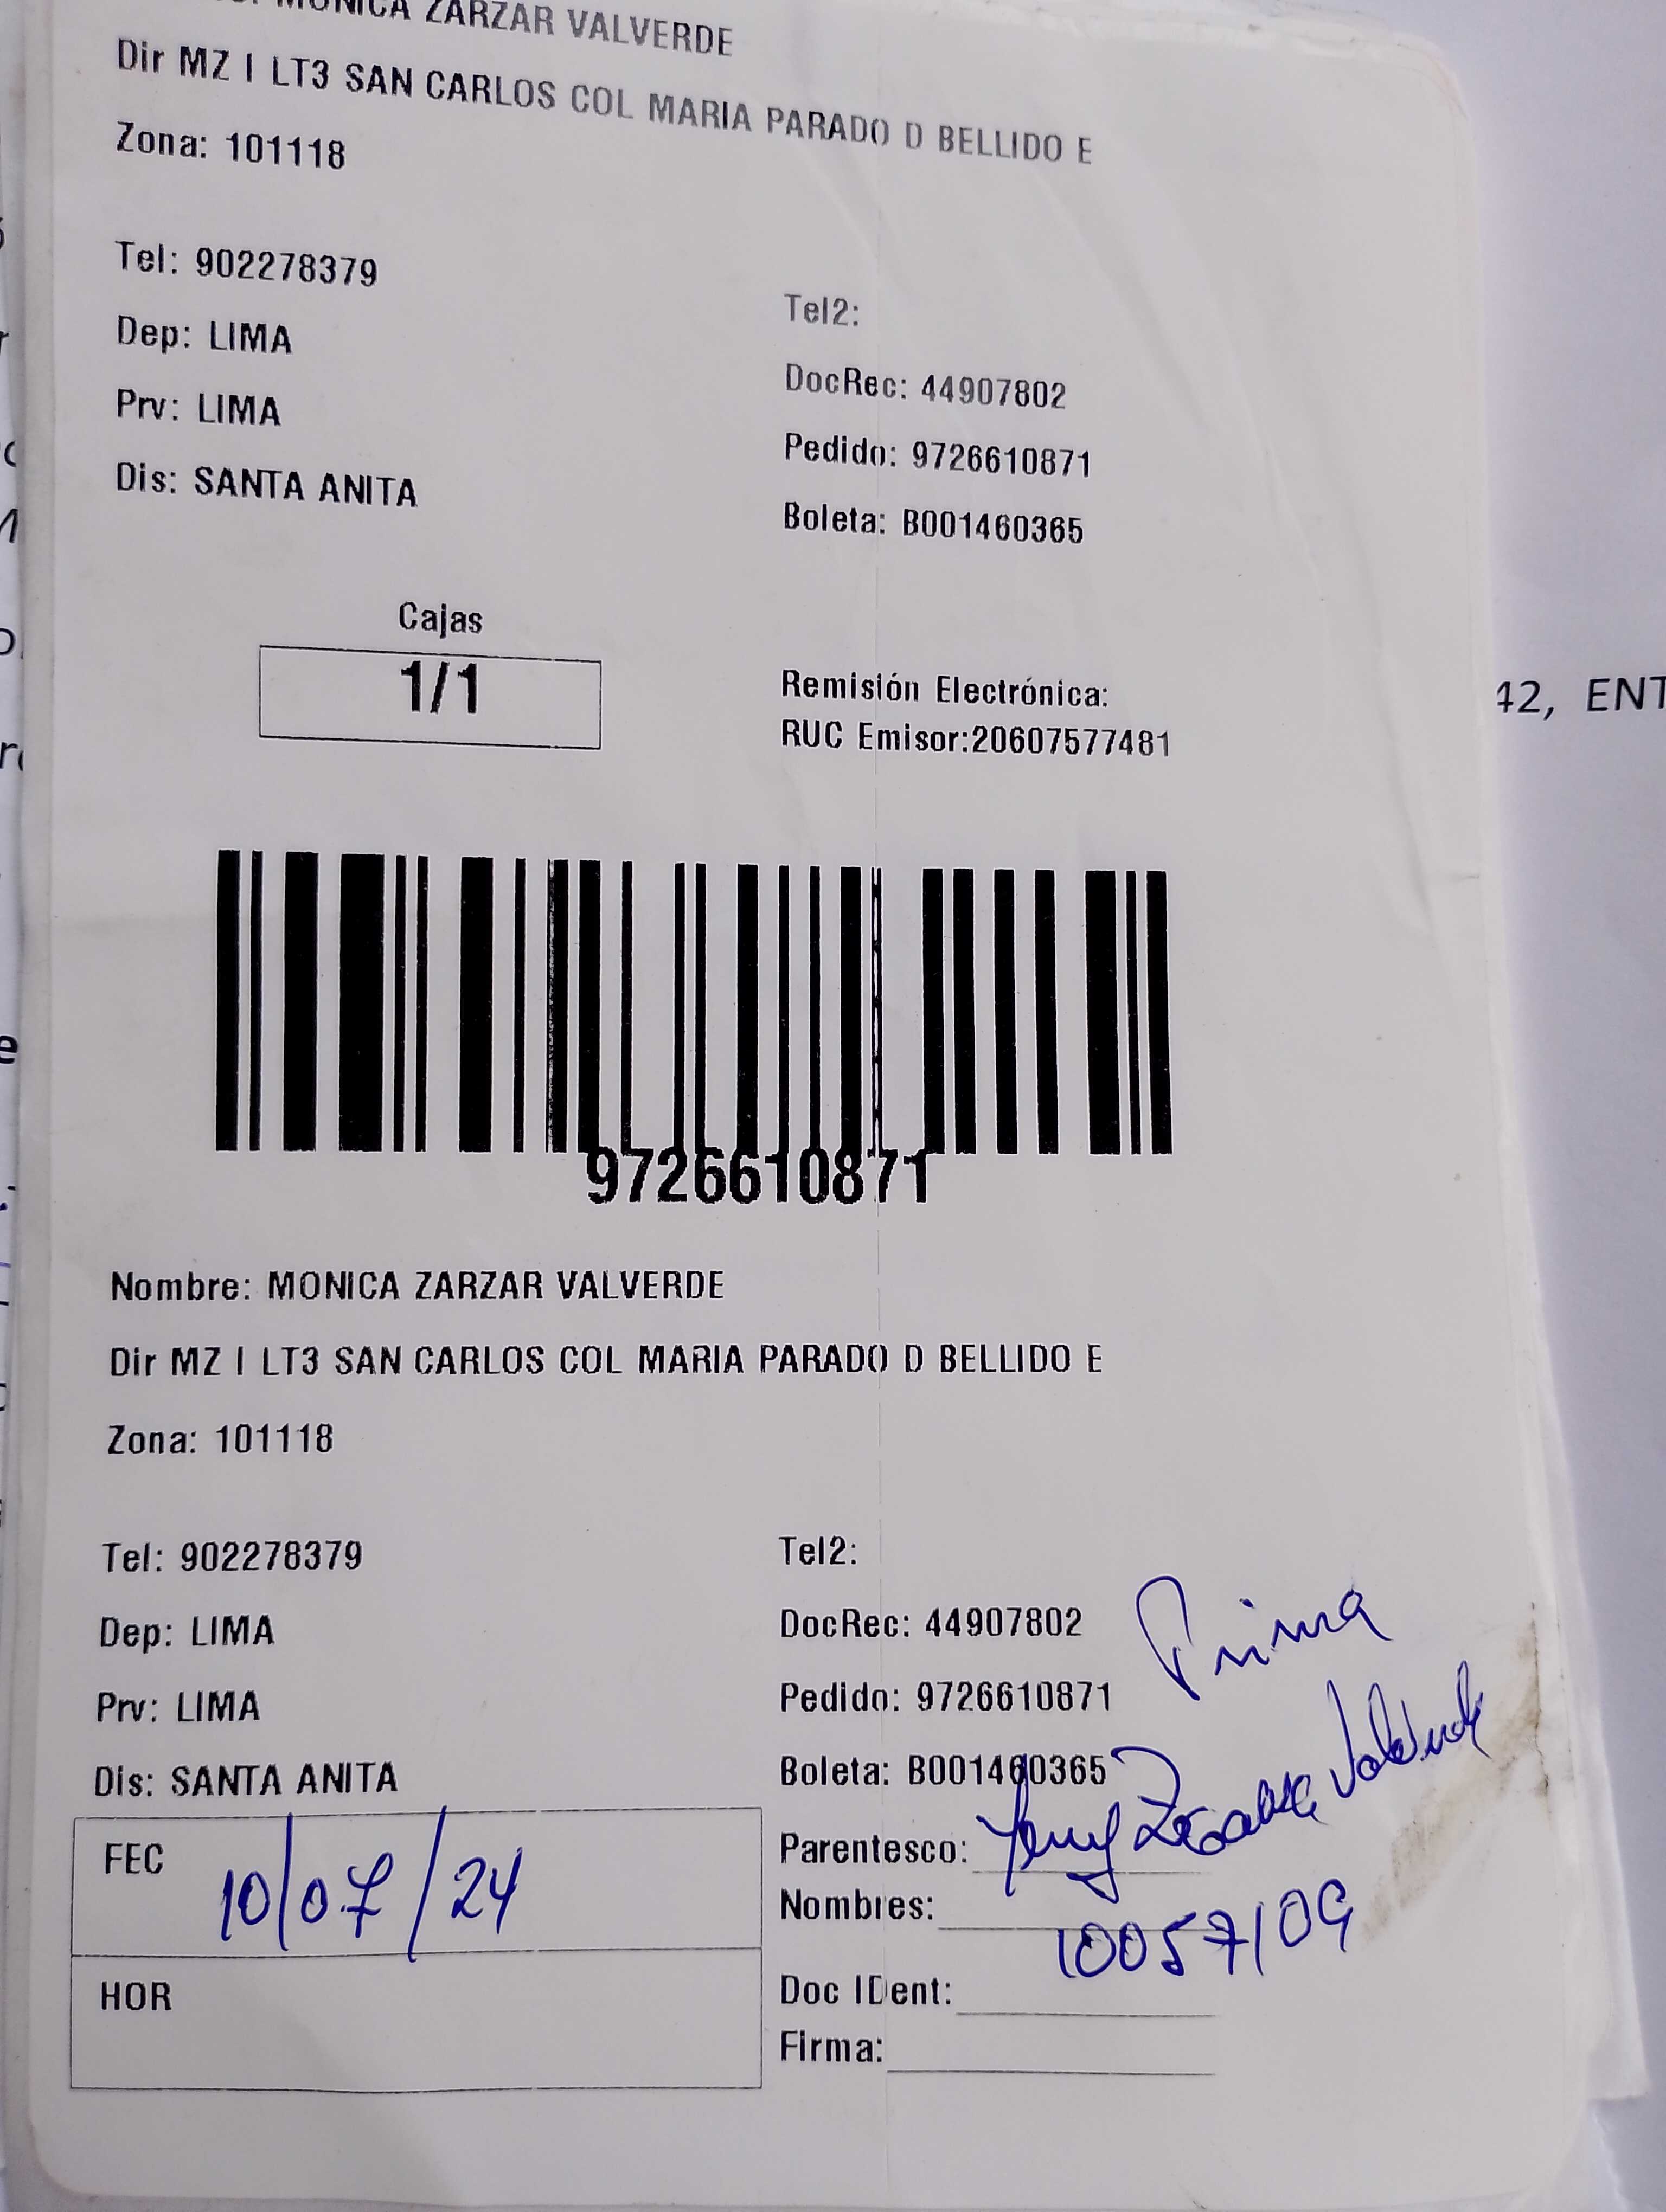 MONICA ZARZAR VALVERDE
Dir MZ I LT3 SAN CARLOS COL MARIA PARADO D BELLIDO E
Zona: 101118
Tel: 902278379
Tel2:
Dep: LIMA
DocRec: 44907802
Prv: LIMA
Pedido: 9726610871
Dis: SANTA ANITA
Boleta: B001460365
Cajas
1/1
Remisión Electrónica:
RUC Emisor:20607577481
42, ENT
9726610871
Nombre: MONICA ZARZAR VALVERDE
Dir MZ I LT3 SAN CARLOS COL MARIA PARADO D BELLIDO E
Zona: 101118
Tel: 902278379
Tel2:
Dep: LIMA
DocRec: 44907802
Prima
Prv: LIMA
Pedido: 9726610871
Dis: SANTA ANITA
Boleta: B001460365
FEC 10/07/24
Parentesco:
Nombres:
10057109
HOR
Doc IDent:
Firma: